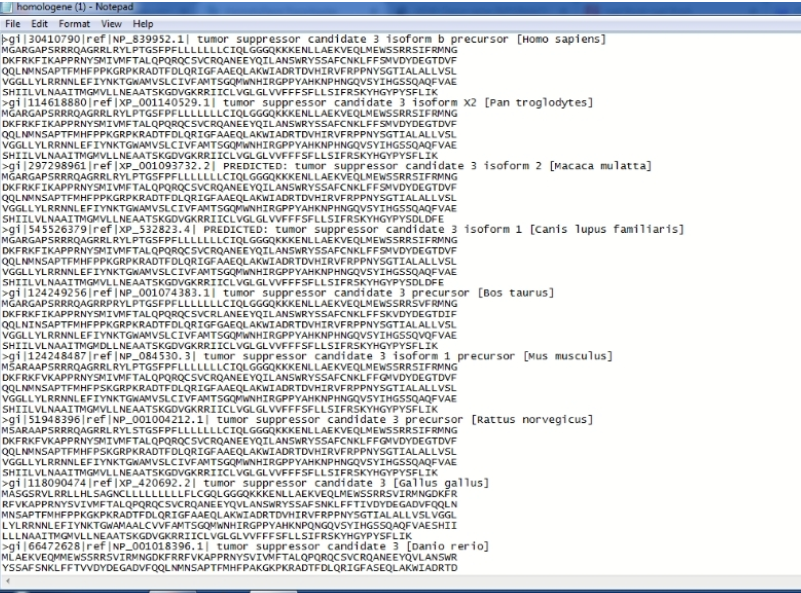 homologene (1) - Notepad
File Edit Format View Help
>gi|30410790|ref|NP_839952.1| tumor suppressor candidate 3 isoform b precursor [Homo sapiens]
MGARGAPSRRRQAGRRLRYLPTGSFPFLLLLLLLCIQLGGGQKKKENLLAEKVEQLMEWSSRRSIFRMNG
DKFRKFIKAPPRNYSMIVMFTALQPQRQCSVCRQANEEYQILANSWRYSSAFCNKLFFSMVDYDEGTDVF
QQLNMNSAPTFMHFPPKGRPKRADTFDLQRIGFAAEQLAKWIADRTDVHIRVFRPPNYSGTIALALLVSL
VGGLLYLRRNNLEFIYNKTGWAMVSLCIVFAMTSGQMWNHIRGPPYAHKNPHNGQVSYIHGSSQAQFVAE
SHIILVLNAAITMGMVLLNEAATSKGDVGKRRIICLVGLGLVVFFFSFLLSIFRSKYHGYPYSFLIK
>gi|114618880|ref|XP_001140529.1| tumor suppressor candidate 3 isoform X2 [Pan troglodytes]
MGARGAPSRRRQAGRRLRYLPTGSFPFLLLLLLLCIQLGGGQKKKENLLAEKVEQLMEWSSRRSIFRMNG
DKFRKFIKAPPRNYSMIVMFTALQPQRQCSVCRQANEEYQILANSWRYSSAFCNKLFFSMVDYDEGTDVF
QQLNMNSAPTFMHFPPKGRPKRADTFDLQRIGFAAEQLAKWIADRTDVHIRVFRPPNYSGTIALALLVSL
VGGLLYLRRNNLEFIYNKTGWAMVSLCIVFAMTSGQMWNHIRGPPYAHKNPHNGQVSYIHGSSQAQFVAE
SHIILVLNAAITMGMVLLNEAATSKGDVGKRRIICLVGLGLVVFFFSFLLSIFRSKYHGYPYSFLIK
>gi|297298961|ref|XP_001093732.2| PREDICTED: tumor suppressor candidate 3 isoform 2 [Macaca mulatta]
MGARGAPSRRRQAGRRLRYLPTGSFPFLLLLLLLCIQLGGGQKKKENLLAEKVEQLMEWSSRRSIFRMNG
DKFRKFIKAPPRNYSMIVMFTALQPQRQCSVCRQANEEYQILANSWRYSSAFCNKLFFSMVDYDEGTDVF
QQLNMNSAPTFMHFPPKGRPKRADTFDLQRIGFAAEQLAKWIADRTDVHIRVFRPPNYSGTIALALLVSL
VGGLLYLRRNNLEFIYNKTGWAMVSLCIVFAMTSGQMWNHIRGPPYAHKNPHNGQVSYIHGSSQAQFVAE
SHIILVLNAAITMGMVLLNEAATSKGDVGKRRIICLVGLGLVVFFFSFLLSIFRSKYHGYPYSDLDFE
>gi|545526379|ref|XP_532823.4| PREDICTED: tumor suppressor candidate 3 isoform 1 [Canis lupus familiaris]
MGARGAPSRRRQAGRRLRYLPTGSFPFLLLLLLLCIQLGGGQKKKENLLAEKVEQLMEWSSRRSIFRMNG
DKFRKFIKAPPRNYSMIVMFTALQPQRQCSVCRQANEEYQILANSWRYSSAFCNKLFFSMVDYDEGTDVF
QQLNMNSAPTFMHFPPKGRPKRADTFDLQRIGFAAEQLAKWIADRTDVHIRVFRPPNYSGTIALALLVSL
VGGLLYLRRNNLEFIYNKTGWAMVSLCIVFAMTSGQMWNHIRGPPYAHKNPHNGQVSYIHGSSQAQFVAE
SHIILVLNAAITMGMVLLNEAATSKGDVGKRRIICLVGLGLVVFFFSFLLSIFRSKYHGYPYSDLDFE
>gi|124249256|ref|NP_001074383.1| tumor suppressor candidate 3 precursor [Bos taurus]
MGARGAPSRRRQAGRRPRYLPTGSFPFLLLLLLLCIQLGGGQKKKENLLAEKVEQLMEWSSRRSVFRMNG
DKFRKFIKAPPRNYSMIVMFTALQPQRQCSVCRLANEEYQILANSWRYSSAFCNKLFFSKVDYDEGTDIF
QQLNINSAPTFMHFPPKGRPKRADTFDLQRIGFGAEQLAKWIADRTDVHIRVFRPPNYSGTIALALLVSL
VGGLLYLRRNNLEFIYNKTGWAMVSLCIVFAMTSGQMWNHIRGPPYAHKNPHNGQVSYIHGSSQAQFVAE
SHIILVLNAAITMGMDLLNEAATSKGDVGKRRIICLVGLGLVVFFFSFLLSIFRSKYHGYPYSFLIK
>gi|124248487|ref|NP_084530.3| tumor suppressor candidate 3 isoform 1 precursor [Mus musculus]
MSARAAPSRRRQAGRRLRYLPTGSFPFLLLLLLLCIQLGGGQKKKENLLAEKVEQLMEWSSRRSIFRMNG
DKFRKFVKAPPRNYSMIVMFTALQPQRQCSVCRQANEEYQILANSWRYSSAFCNKLFFGMVDYDEGTDVF
QQLNMNSAPTFMHFPSKGRPKRADTFDLQRIGFAAEQLAKWIADRTDVHIRVFRPPNYSGTIALALLVSL
VGGLLYLRRNNLEFIYNKTGWAMVSLCIVFAMTSGQMWNHIRGPPYAHKNPHNGQVSYIHGSSQAQFVAE
SHIILVLNAAITMGMVLLNEAATSKGDVGKRRIICLVGLGLVVFFFSFLLSIFRSKYHGYPYSFLIK
>gi|51948396|ref|NP_001004212.1| tumor suppressor candidate 3 precursor [Rattus norvegicus]
MSARAAPSRRRQAGRRLRYLSTGSFPFLLLLLLLCIQLGGGQKKKENLLAEKVEQLMEWSSRRSIFRMNG
DKFRKFVKAPPRNYSMIVMFTALQPQRQCSVCRQANEEYQILANSWRYSSAFCNKLFFGMVDYDEGTDVF
QQLNMNSAPTFMHFPSKGRPKRADTFDLQRIGFAAEQLAKWIADRTDVHIRVFRPPNYSGTIALALLVSL
VGGLLYLRRNNLEFIYNKTGWAMVSLCIVFAMTSGQMWNHIRGPPYAHKNPHNGQVSYIHGSSQAQFVAE
SHIILVLNAAITMGMVLLNEAATSKGDVGKRRIICLVGLGLVVFFFSFLLSIFRSKYHGYPYSFLIK
>gi|118090474|ref|XP_420692.2| tumor suppressor candidate 3 [Gallus gallus]
MASGSRVLRRLLHLSAGNCLLLLLLLLLFLCGQLGGGQKKKENLLAEKVEQLMEWSSRRSVIRMNGDKFR
RFVKAPPRNYSVIVMFTALQPQRQCSVCRQANEEYQVLANSWRYSSAFSNKLFFTIVDYDEGADVFQQLN
MNSAPTFMHFPPKGKPKRADTFDLQRIGFAAEQLAKWIADRTDVHIRVFRPPNYSGTIALALLVSLVGGL
LYLRRNNLEFIYNKTGWAMAALCVVFAMTSGQMWNHIRGPPYAHKNPQNGQVSYIHGSSQAQFVAESHII
LLLNAAITMGMVLLNEAATSKGDVGKRRIICLVGLGLVVFFFSFLLSIFRSKYHGYPYSFLIK
>gi|66472628|ref|NP_001018396.1| tumor suppressor candidate 3 [Danio rerio]
MLAEKVEQMMEWSSRRSVIRMNGDKFRRFVKAPPRNYSVIVMFTALQPQRQCSVCRQANEEYQVLANSWR
YSSAFSNKLFFTVVDYDEGADVFQQLNMNSAPTFMHFPAKGKPKRADTFDLQRIGFASEQLAKWIADRTD